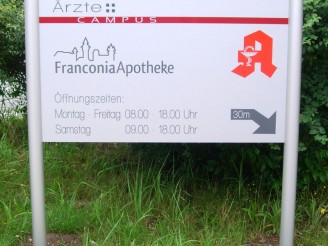 Ärzte
CAMPUS
FranconiaApotheke
Öffnungszeiten:
Montag - Freitag 08.00 - 18.00 Uhr
Samstag 09.00 - 18.00 Uhr
30m